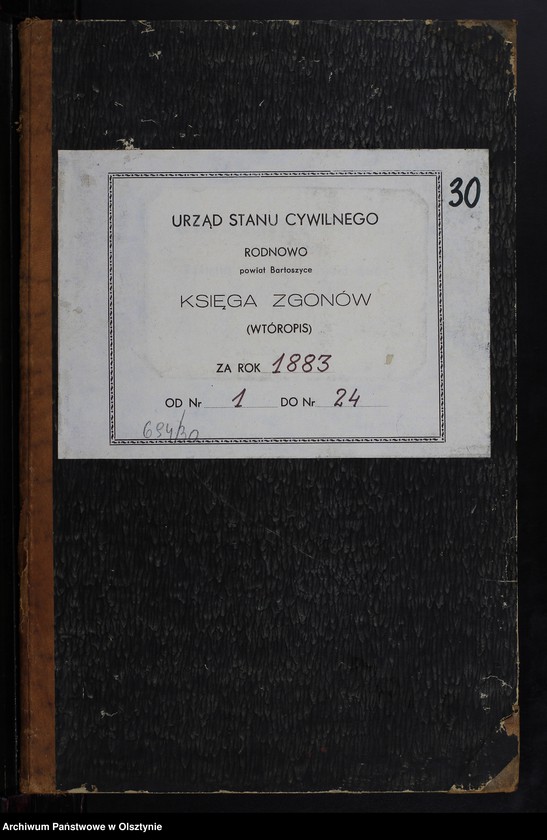 30
URZĄD STANU CYWILNEGO
RODNOWO
powiat Bartoszyce
KSIĘGA ZGONÓW
(WTÓROPIS)
ZA ROK 1883
OD Nr 1 DO Nr 24
694/30
Archiwum Państwowe w Olsztynie